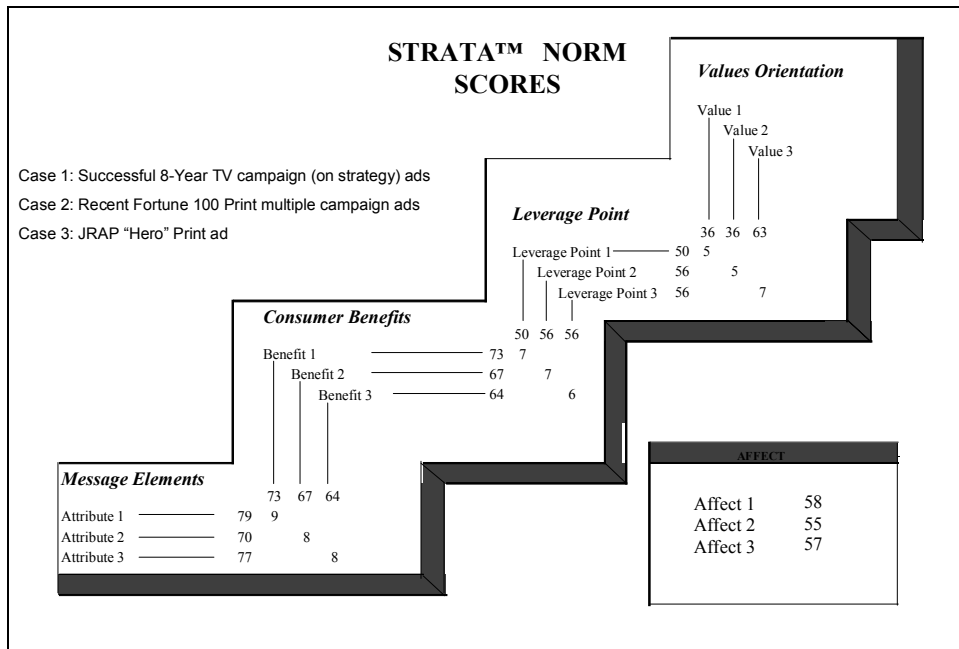 STRATA™ NORM
SCORES
Values Orientation
Value 1
Value 2
Value 3
Case 1: Successful 8-Year TV campaign (on strategy) ads
Case 2: Recent Fortune 100 Print multiple campaign ads
Case 3: JRAP “Hero” Print ad
Leverage Point
36 36 63
Leverage Point 1 50 5
Leverage Point 2 56 5
Leverage Point 3 56 7
Consumer Benefits
50 56 56
Benefit 1 73 7
Benefit 2 67 7
Benefit 3 64 6
AFFECT
Message Elements
73 67 64
Attribute 1 79 9
Attribute 2 70 8
Attribute 3 77 8
Affect 1 58
Affect 2 55
Affect 3 57